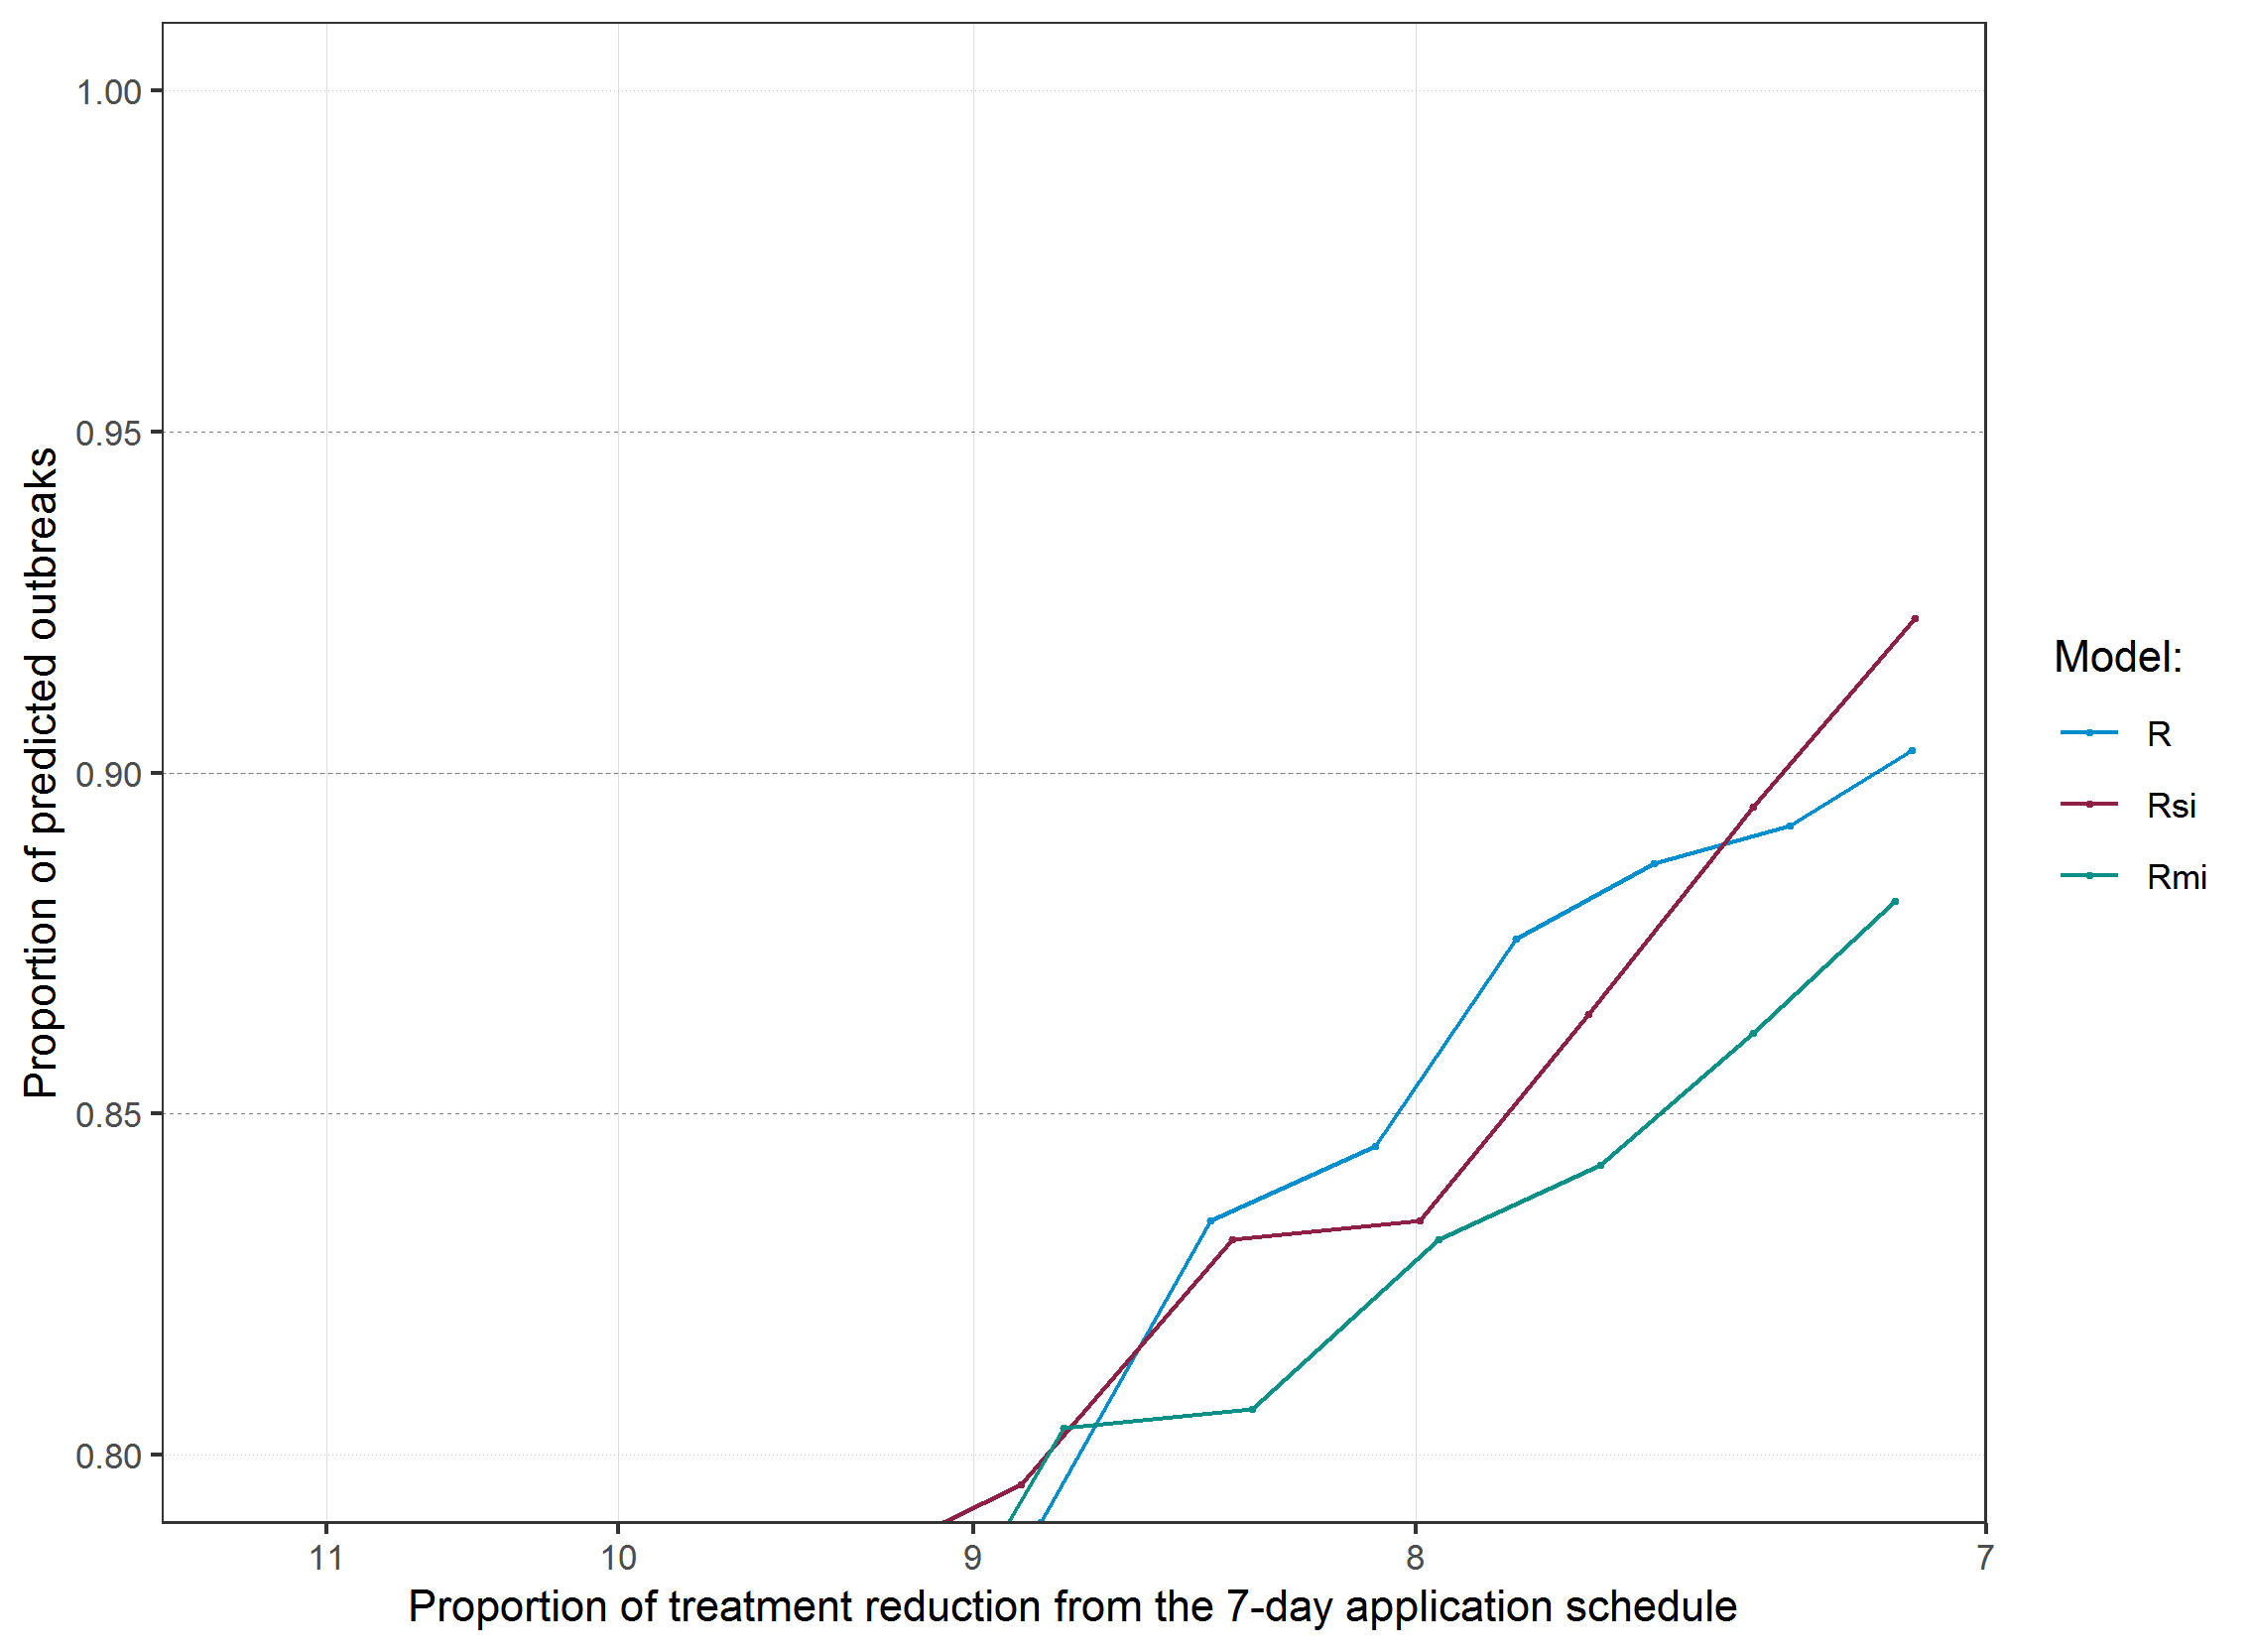 1.00
0.95
0.90
0.85
0.80
Proportion of predicted outbreaks
11 10 9 8 7
Proportion of treatment reduction from the 7-day application schedule
Model:
R
Rsi
Rmi